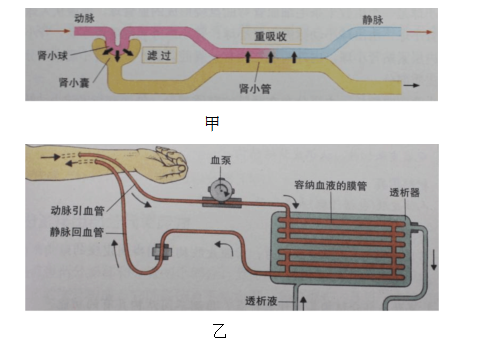 动脉
静脉
重吸收
肾小球
滤过
肾小囊
肾小管
甲
血泵
容纳血液的膜管
透析器
动脉引血管
静脉回血管
透析液
乙